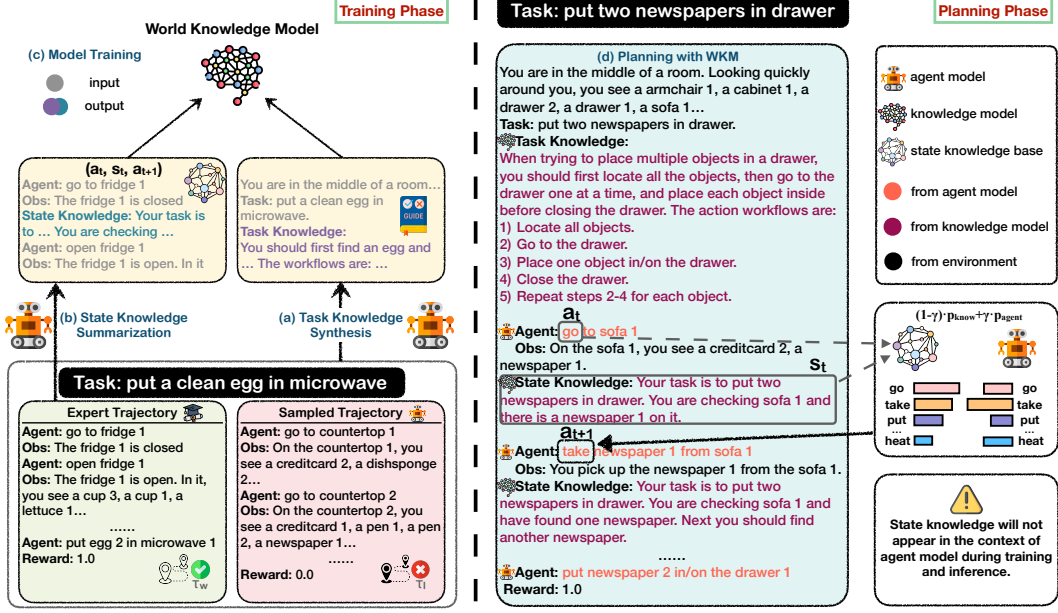 Training Phase
World Knowledge Model
(c) Model Training
input
output
(at, st, at+1)
Agent: go to fridge 1
Obs: The fridge 1 is closed
State Knowledge: Your task is
to … You are checking …
Agent: open fridge 1
Obs: The fridge 1 is open. In it
You are in the middle of a room…
Task: put a clean egg in
microwave.
Task Knowledge:
You should first find an egg and
… The workflows are: …
GUIDE
(b) State Knowledge
Summarization
(a) Task Knowledge
Synthesis
Task: put a clean egg in microwave
Expert Trajectory
Agent: go to fridge 1
Obs: The fridge 1 is closed
Agent: open fridge 1
Obs: The fridge 1 is open. In it,
you see a cup 3, a cup 1, a
lettuce 1…
……
Agent: put egg 2 in microwave 1
Reward: 1.0
τw
Sampled Trajectory
Agent: go to countertop 1
Obs: On the countertop 1, you
see a creditcard 2, a dishsponge
2…
Agent: go to countertop 2
Obs: On the countertop 2, you
see a creditcard 1, a pen 1, a pen
2, a newspaper 1…
……
Reward: 0.0
τl
Task: put two newspapers in drawer
Planning Phase
(d) Planning with WKM
You are in the middle of a room. Looking quickly
around you, you see a armchair 1, a cabinet 1, a
drawer 2, a drawer 1, a sofa 1…
Task: put two newspapers in drawer.
Task Knowledge:
When trying to place multiple objects in a drawer,
you should first locate all the objects, then go to the
drawer one at a time, and place each object inside
before closing the drawer. The action workflows are:
1) Locate all objects.
2) Go to the drawer.
3) Place one object in/on the drawer.
4) Close the drawer.
5) Repeat steps 2-4 for each object.
at
Agent: go to sofa 1
Obs: On the sofa 1, you see a creditcard 2, a
newspaper 1.
st
State Knowledge: Your task is to put two
newspapers in drawer. You are checking sofa 1 and
there is a newspaper 1 on it.
at+1
Agent: take newspaper 1 from sofa 1
Obs: You pick up the newspaper 1 from the sofa 1.
State Knowledge: Your task is to put two
newspapers in drawer. You are checking sofa 1 and
have found one newspaper. Next you should find
another newspaper.
……
Agent: put newspaper 2 in/on the drawer 1
Reward: 1.0
agent model
knowledge model
state knowledge base
from agent model
from knowledge model
from environment
(1-γ)·pknow+γ·pagent
go go
take take
put put
… …
heat heat
State knowledge will not
appear in the context of
agent model during training
and inference.